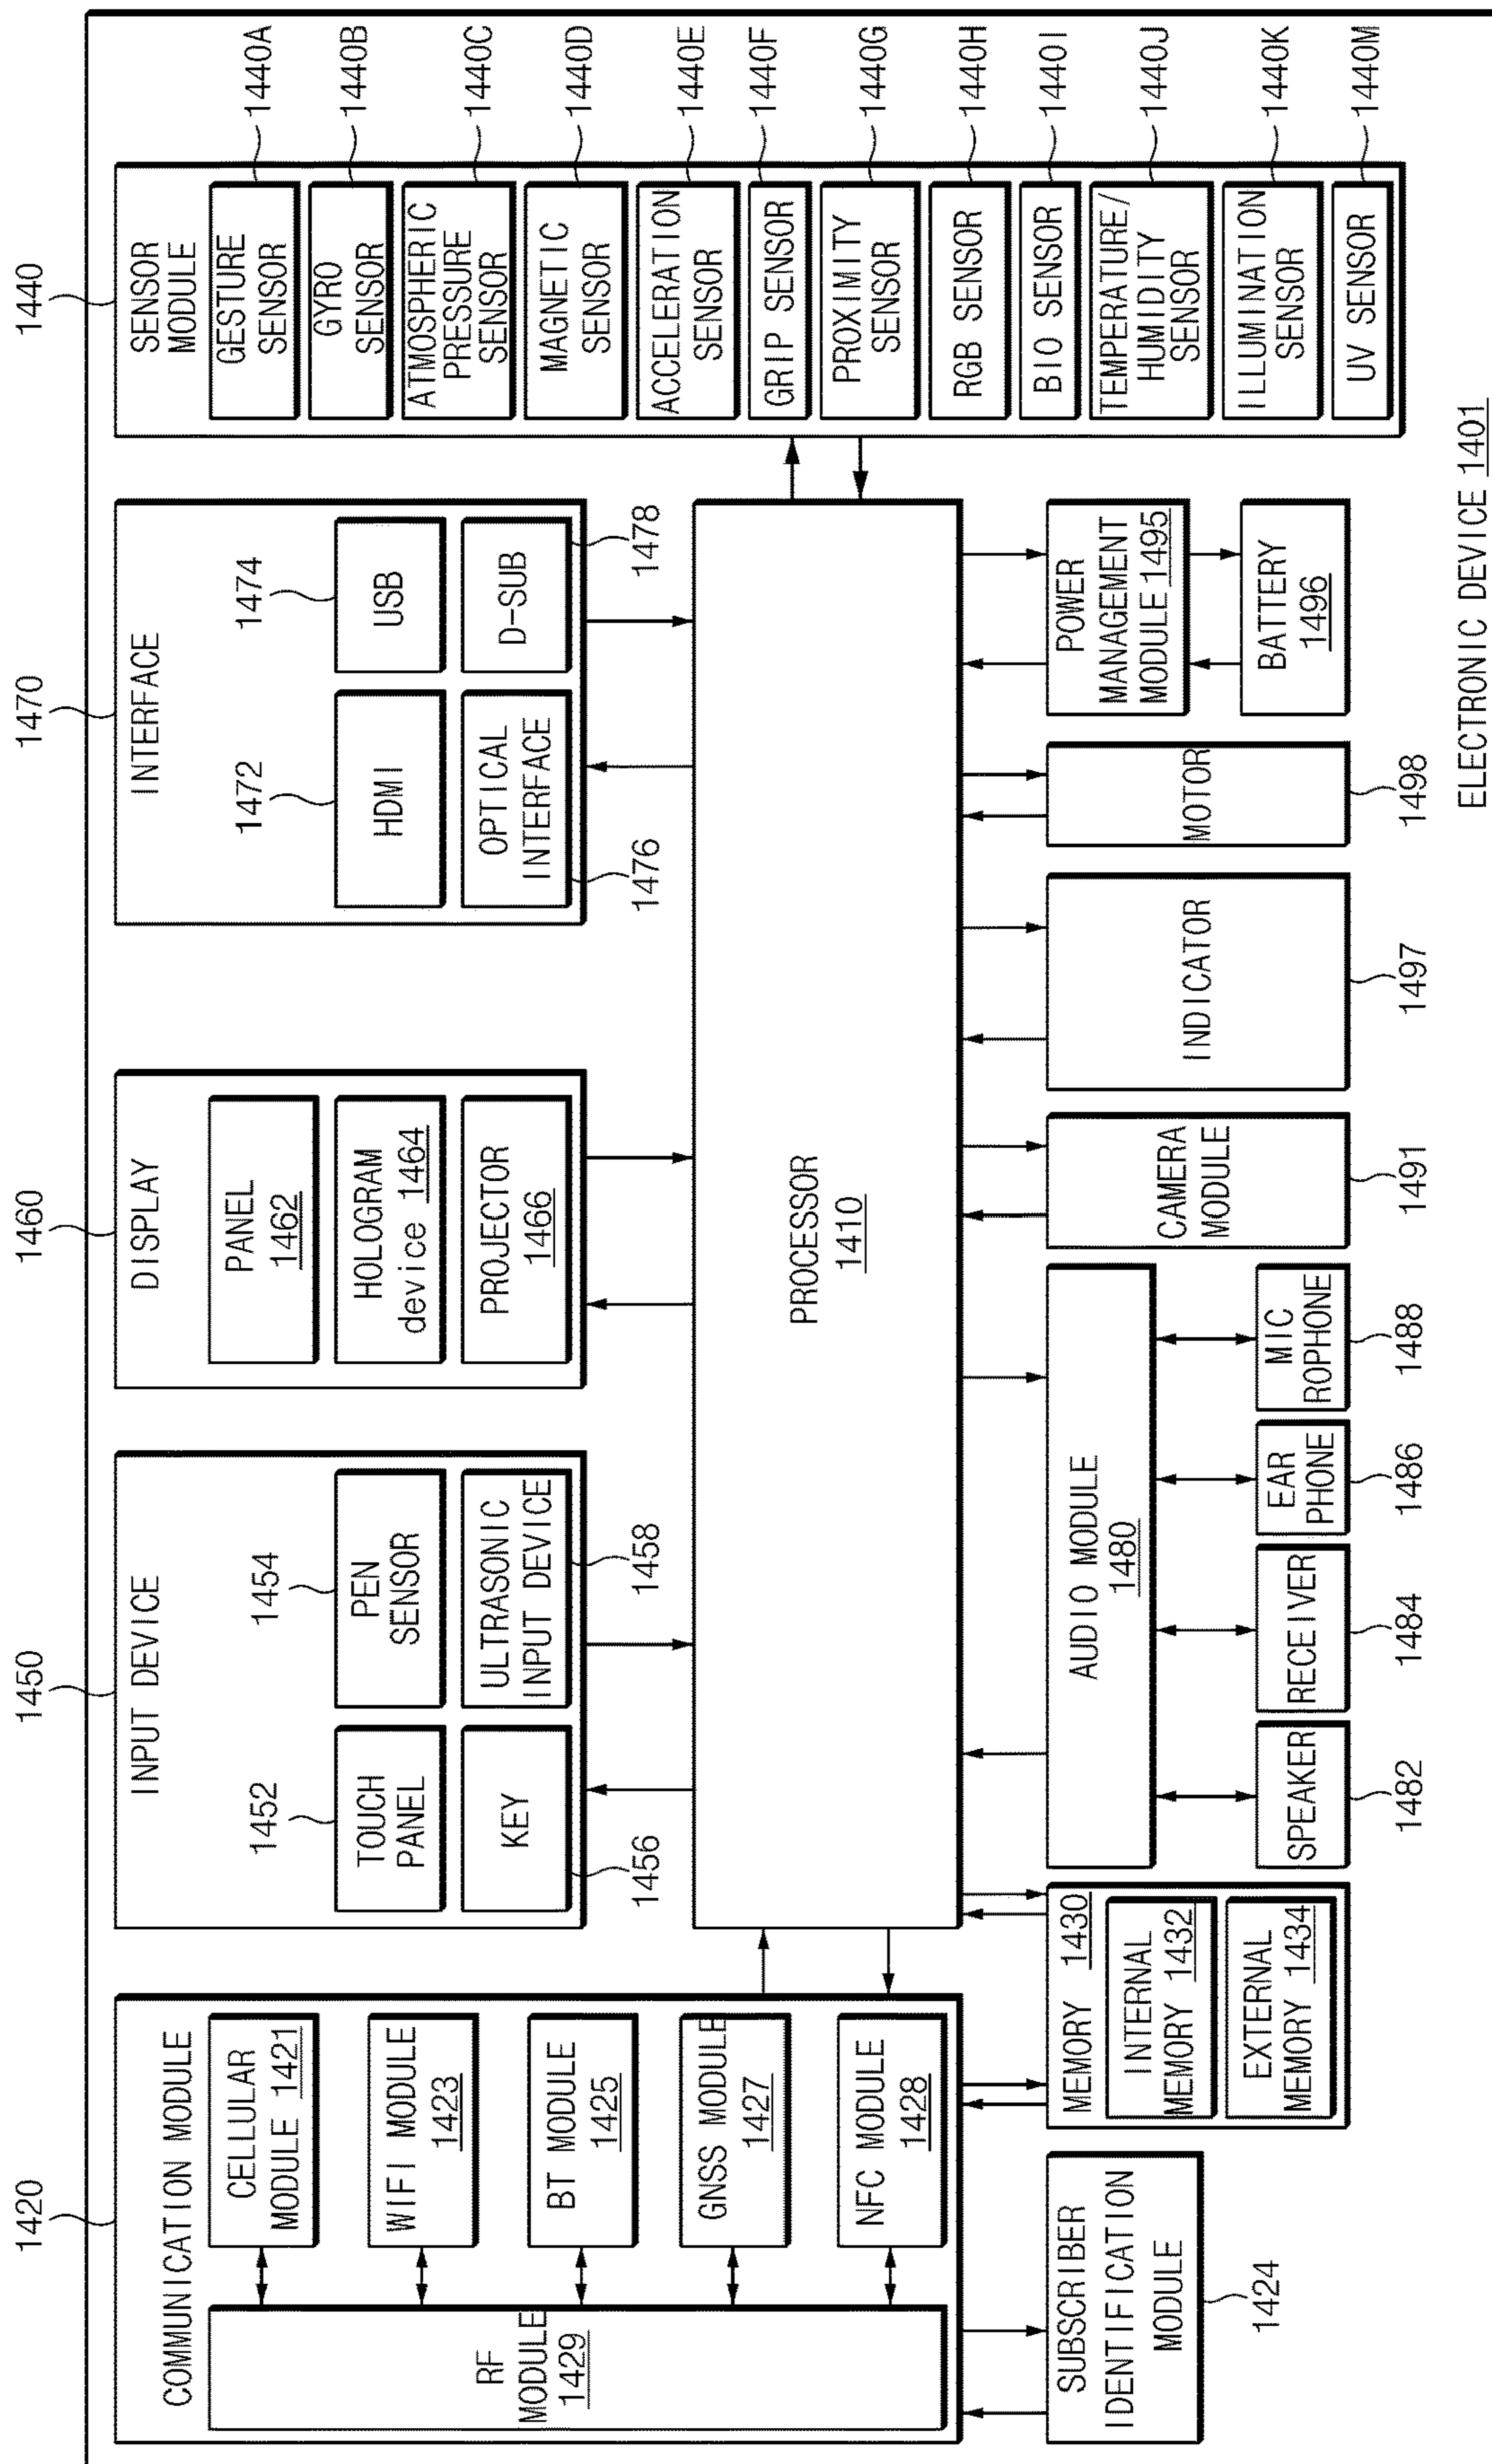 1420
COMMUNICATION MODULE
CELLULAR
MODULE 1421
WIFI MODULE
1423
BT MODULE
1425
GNSS MODULE
1427
NFC MODULE
1428
RF
MODULE
1429
SUBSCRIBER
IDENTIFICATION
MODULE
1424
1450
INPUT DEVICE
1452
TOUCH
PANEL
1454
PEN
SENSOR
KEY
1456
ULTRASONIC
INPUT DEVICE
1458
1460
DISPLAY
PANEL
1462
HOLOGRAM
device 1464
PROJECTOR
1466
1470
INTERFACE
1472
HDMI
1474
USB
OPTICAL
INTERFACE
1476
D-SUB
1478
1440
SENSOR
MODULE
GESTURE
SENSOR
1440A
GYRO
SENSOR
1440B
ATMOSPHERIC
PRESSURE
SENSOR
1440C
MAGNETIC
SENSOR
1440D
ACCELERATION
SENSOR
1440E
GRIP SENSOR
1440F
PROXIMITY
SENSOR
1440G
RGB SENSOR
1440H
BIO SENSOR
1440I
TEMPERATURE/
HUMIDITY
SENSOR
1440J
ILLUMINATION
SENSOR
1440K
UV SENSOR
1440M
PROCESSOR
1410
MEMORY 1430
INTERNAL
MEMORY 1432
EXTERNAL
MEMORY 1434
AUDIO MODULE
1480
SPEAKER
1482
RECEIVER
1484
EAR
PHONE
1486
MIC
ROPHONE
1488
CAMERA
MODULE
1491
INDICATOR
1497
MOTOR
1498
POWER
MANAGEMENT
MODULE 1495
BATTERY
1496
ELECTRONIC DEVICE 1401